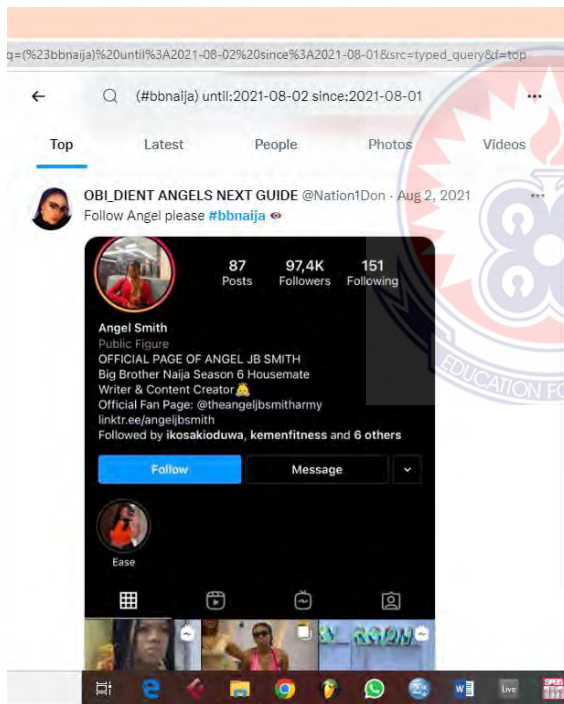 q=(%23bbnaija)%20until%3A2021-08-02%20since%3A2021-08-01&src=typed_query&f=top
(#bbnaija) until:2021-08-02 since:2021-08-01
Top Latest People Photos Videos
OBI_DIENT ANGELS NEXT GUIDE @Nation1Don · Aug 2, 2021
Follow Angel please #bbnaija 👁
87 97,4K 151
Posts Followers Following
Angel Smith
Public Figure
OFFICIAL PAGE OF ANGEL JB SMITH
Big Brother Naija Season 6 Housemate
Writer & Content Creator
Official Fan Page: @theangeljbsmitharmy
linktr.ee/angeljbsmith
Followed by ikosakioduwa, kemenfitness and 6 others
Follow Message
Ease
EDUCATION FO
Live